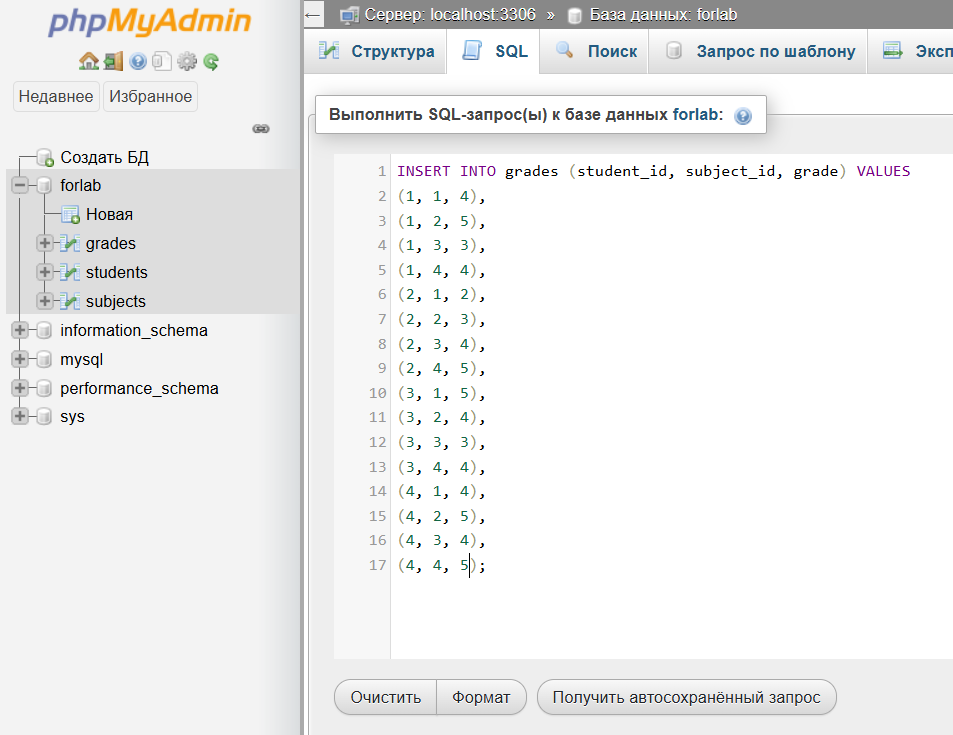 phpMyAdmin
Недавнее Избранное
Создать БД
forlab
Новая
grades
students
subjects
information_schema
mysql
performance_schema
sys
← Сервер: localhost:3306 » База данных: forlab
Структура SQL Поиск Запрос по шаблону Эксп
Выполнить SQL-запрос(ы) к базе данных forlab:
1 INSERT INTO grades (student_id, subject_id, grade) VALUES
2 (1, 1, 4),
3 (1, 2, 5),
4 (1, 3, 3),
5 (1, 4, 4),
6 (2, 1, 2),
7 (2, 2, 3),
8 (2, 3, 4),
9 (2, 4, 5),
10 (3, 1, 5),
11 (3, 2, 4),
12 (3, 3, 3),
13 (3, 4, 4),
14 (4, 1, 4),
15 (4, 2, 5),
16 (4, 3, 4),
17 (4, 4, 5);
Очистить Формат Получить автосохранённый запрос